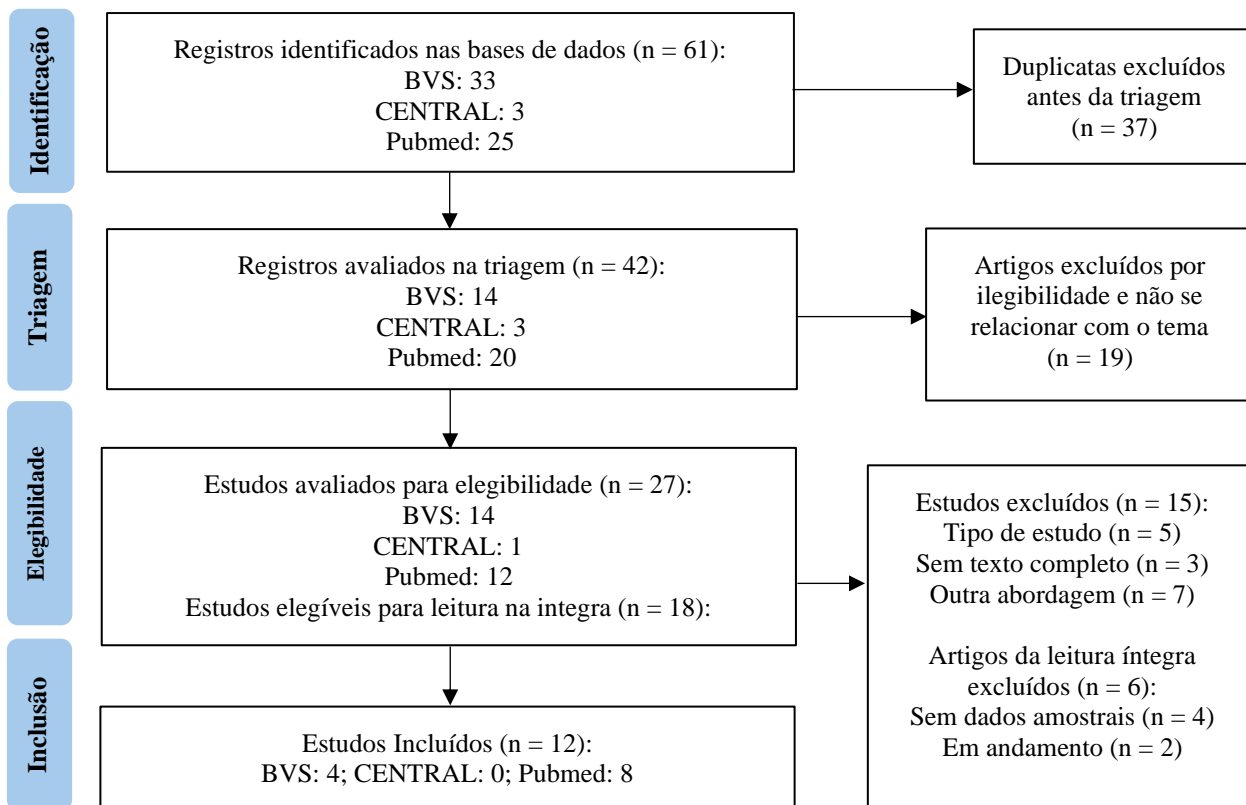 Identificação
Registros identificados nas bases de dados (n = 61):
BVS: 33
CENTRAL: 3
Pubmed: 25
Duplicatas excluídos
antes da triagem
(n = 37)
Triagem
Registros avaliados na triagem (n = 42):
BVS: 14
CENTRAL: 3
Pubmed: 20
Artigos excluídos por
ilegibilidade e não se
relacionar com o tema
(n = 19)
Elegibilidade
Estudos avaliados para elegibilidade (n = 27):
BVS: 14
CENTRAL: 1
Pubmed: 12
Estudos elegíveis para leitura na integra (n = 18):
Estudos excluídos (n = 15):
Tipo de estudo (n = 5)
Sem texto completo (n = 3)
Outra abordagem (n = 7)
Artigos da leitura íntegra
excluídos (n = 6):
Sem dados amostrais (n = 4)
Em andamento (n = 2)
Inclusão
Estudos Incluídos (n = 12):
BVS: 4; CENTRAL: 0; Pubmed: 8